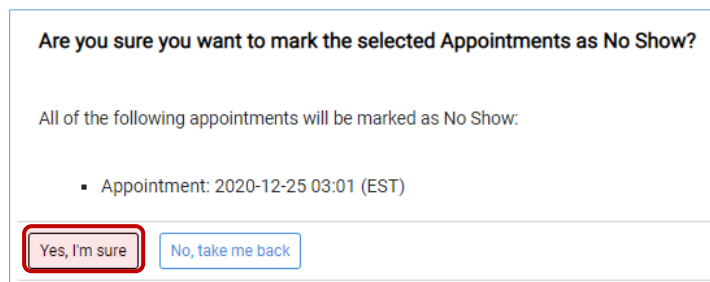 Are you sure you want to mark the selected Appointments as No Show?
All of the following appointments will be marked as No Show:
▪ Appointment: 2020-12-25 03:01 (EST)
Yes, I'm sure
No, take me back